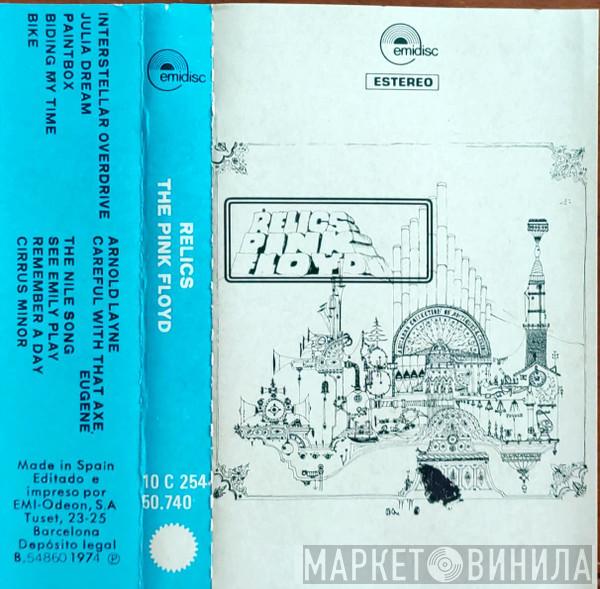 INTERSTELLAR OVERDRIVE
JULIA DREAM
PAINTBOX
BIDING MY TIME
BIKE
ARNOLD LAYNE
CAREFUL WITH THAT AXE,
EUGENE
THE NILE SONG
SEE EMILY PLAY
REMEMBER A DAY
CIRRUS MINOR
Made in Spain
Editado e
impreso por
EMI-Odeon, S.A
Tuset, 23-25
Barcelona
Depósito legal
B. 54860 1974 ℗
emidisc
RELICS
THE PINK FLOYD
10 C 254-
50.740
emidisc
ESTEREO
RELICS
PINK
FLOYD
МАРКЕТ ВИНИЛА